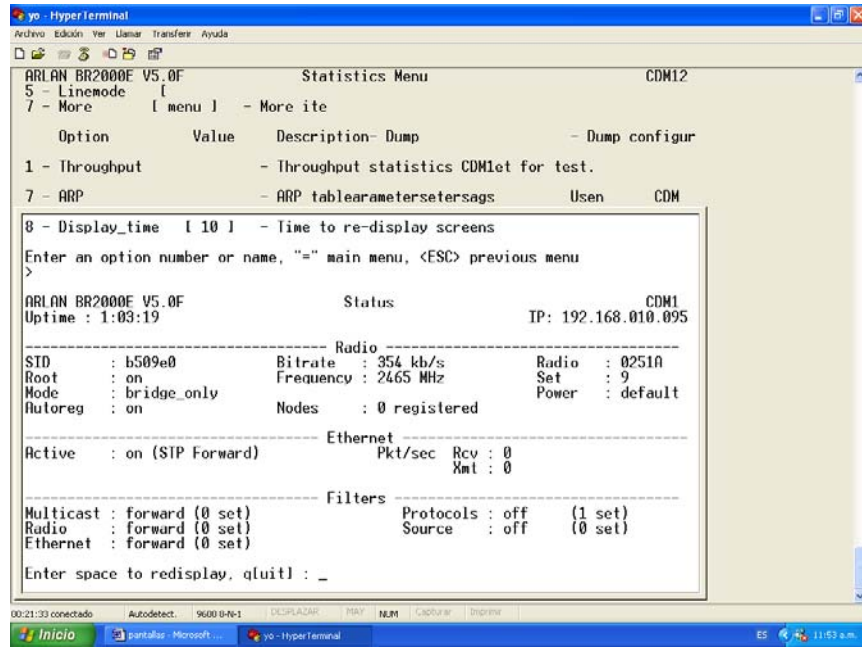 yo - HyperTerminal
Archivo Edición Ver Llamar Transferir Ayuda
ARLAN BR2000E V5.0F Statistics Menu CDM12
5 - Linemode [
7 - More [ menu ] - More ite
Option Value Description- Dump - Dump configur
1 - Throughput - Throughput statistics CDM1et for test.
7 - ARP - ARP tablearametersetersags Usen CDM
8 - Display_time [ 10 ] - Time to re-display screens
Enter an option number or name, "=" main menu, <ESC> previous menu
>
ARLAN BR2000E V5.0F Status CDM1
Uptime : 1:03:19 IP: 192.168.010.095
Radio
SID : b509e0 Bitrate : 354 kb/s Radio : 0251A
Root : on Frequency : 2465 MHz Set : 9
Mode : bridge_only Power : default
Autoreg : on Nodes : 0 registered
Ethernet
Active : on (STP Forward) Pkt/sec Rcv : 0
Xmt : 0
Filters
Multicast : forward (0 set) Protocols : off (1 set)
Radio : forward (0 set) Source : off (0 set)
Ethernet : forward (0 set)
Enter space to redisplay, q[uit] : _
00:21:33 conectado Autodetect. 9600 8-N-1 DESPLAZAR MAY NUM Capturar Imprimir
Inicio pantallas - Microsoft ... yo - HyperTerminal ES 11:53 a.m.